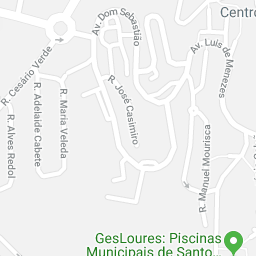 Centro
Av. Dom Sebastião
Av. Luís de Menezes
R. Cesário Verde
R. José Casimiro
R. Maria Veleda
R. Adelaide Cabete
R. Alves Redol
R. Manuel Mourisca
GesLoures: Piscinas
Municipais de Santo...